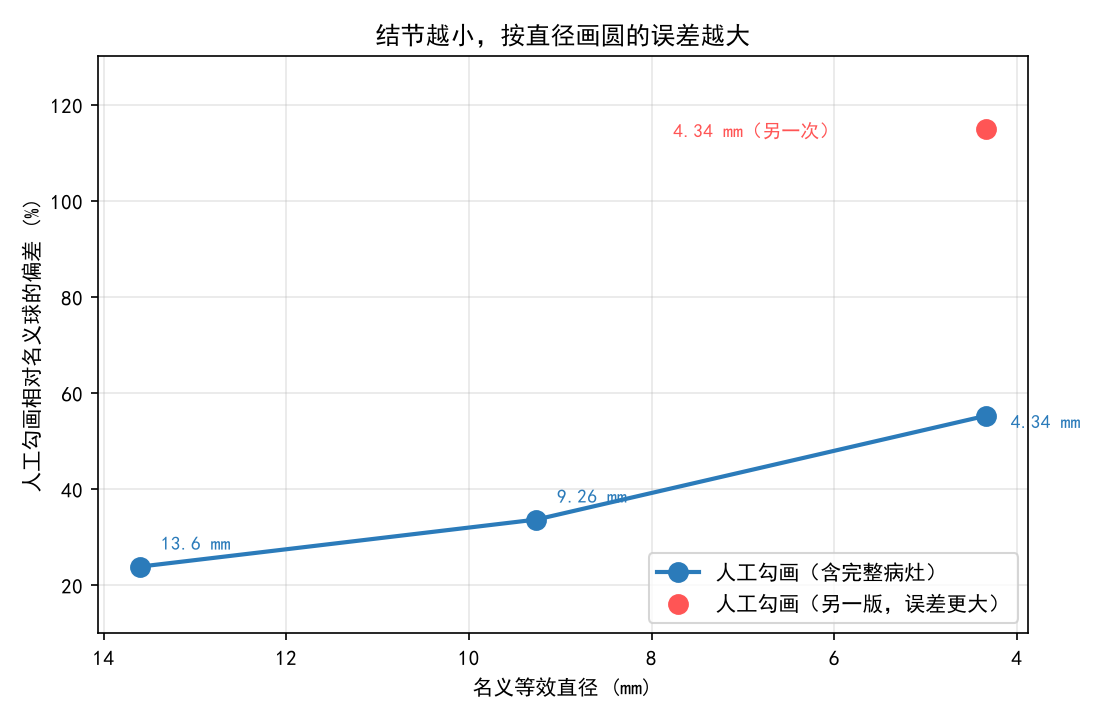 结节越小，按直径画圆的误差越大
人工勾画相对名义球的偏差 (%)
120
100
80
60
40
20
4.34 mm（另一次）
4.34 mm
9.26 mm
13.6 mm
人工勾画（含完整病灶）
人工勾画（另一版，误差更大）
14 12 10 8 6 4
名义等效直径 (mm)